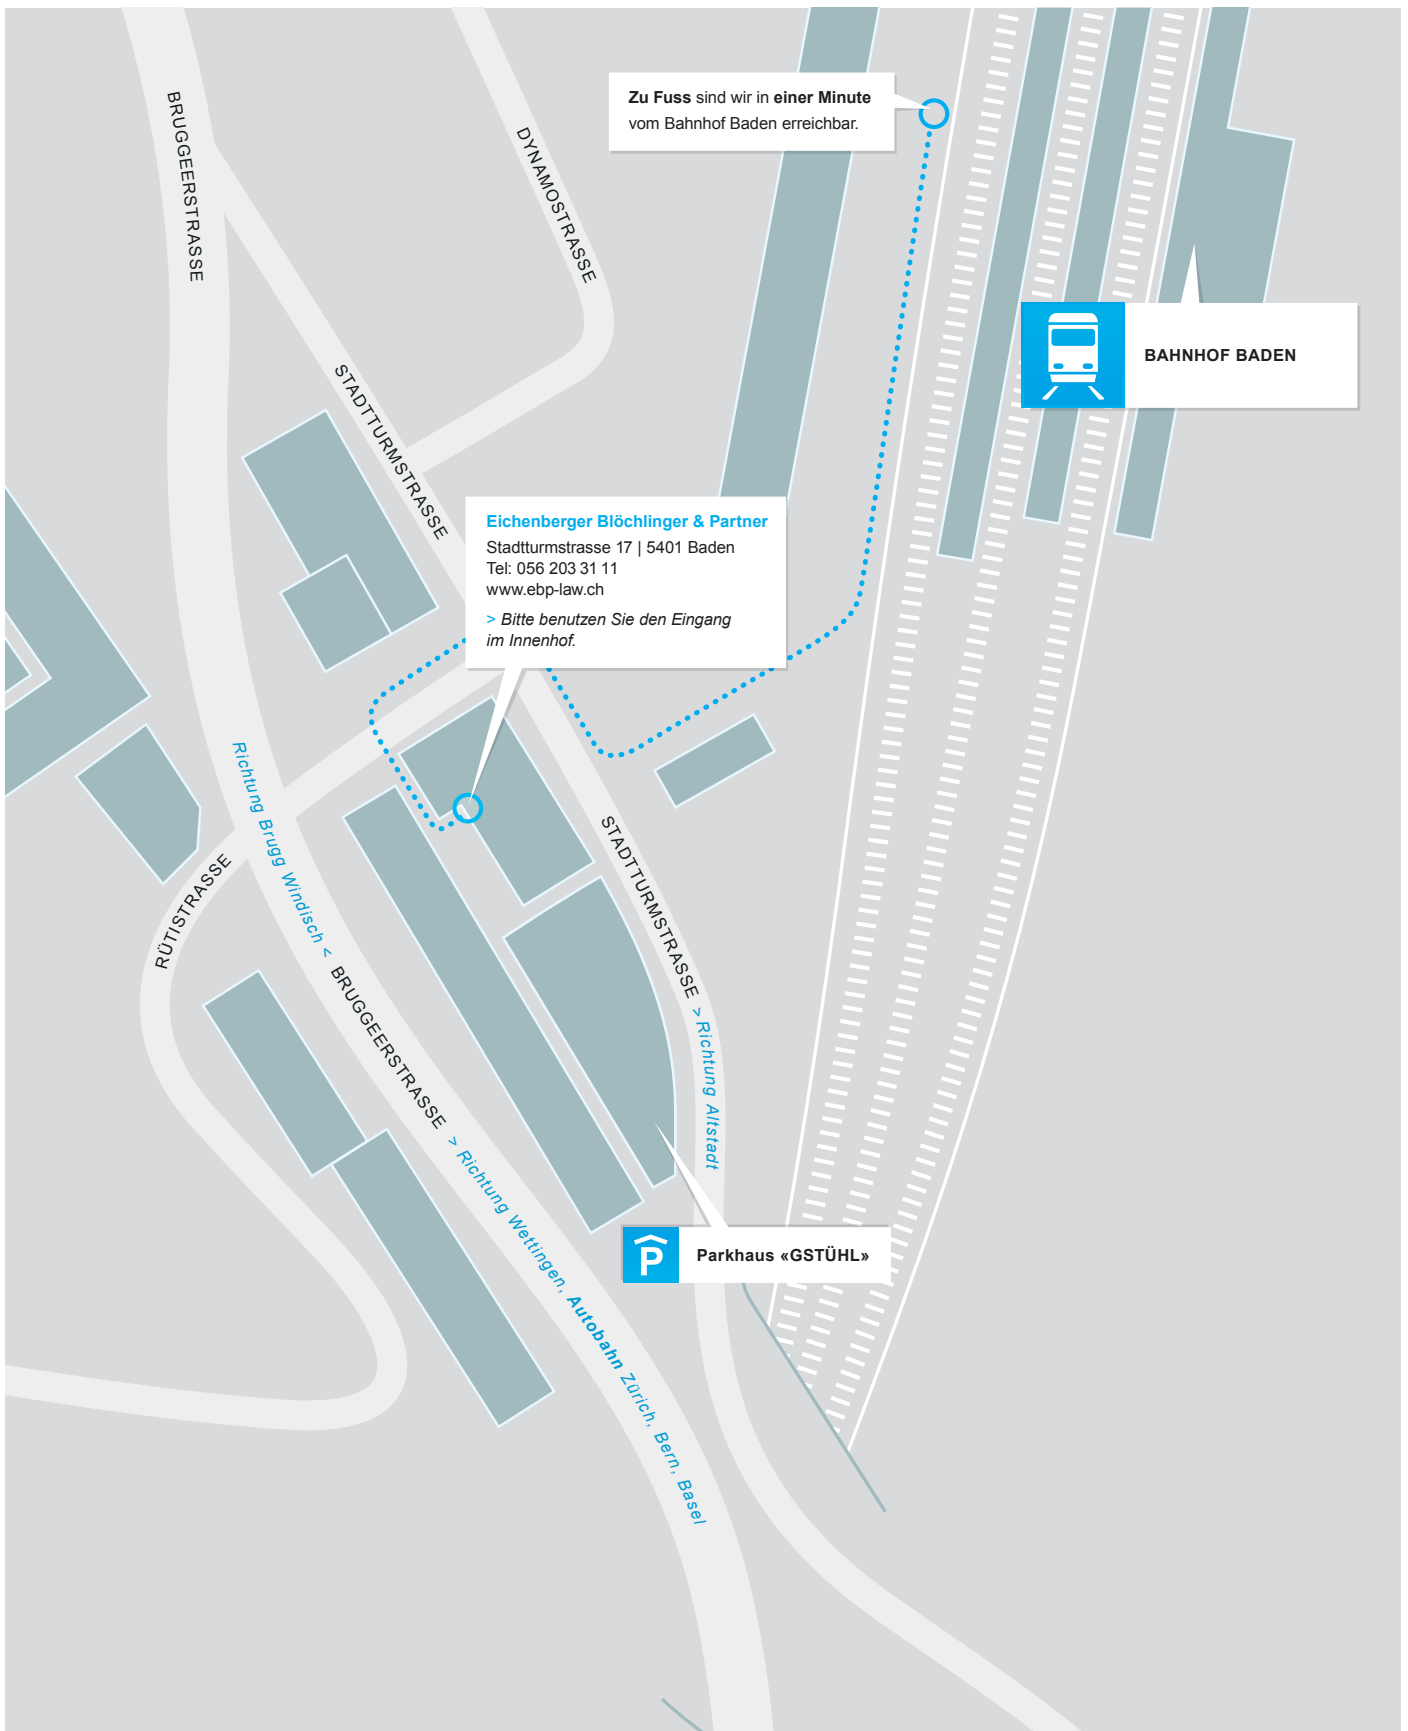 Zu Fuss sind wir in einer Minute
vom Bahnhof Baden erreichbar.
BRUGGEERSTRASSE
DYNAMOSTRASSE
BAHNHOF BADEN
STADTTURMSTRASSE
Eichenberger Blöchlinger & Partner
Stadtturmstrasse 17 | 5401 Baden
Tel: 056 203 31 11
www.ebp-law.ch
> Bitte benutzen Sie den Eingang
im Innenhof.
RÜTISTRASSE
Richtung Brugg Windisch < BRUGGEERSTRASSE > Richtung Wettingen, Autobahn Zürich, Bern, Basel
STADTTURMSTRASSE > Richtung Altstadt
P
Parkhaus «GSTÜHL»